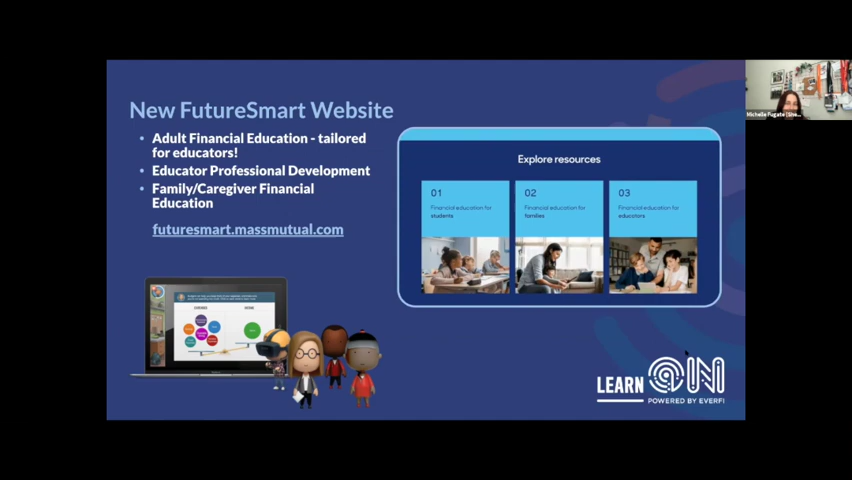 New FutureSmart Website
• Adult Financial Education - tailored
for educators!
• Educator Professional Development
• Family/Caregiver Financial
Education
futuresmart.massmutual.com
Explore resources
01
Financial education for
students
02
Financial education for
families
03
Financial education for
educators
LEARN ON
POWERED BY EVERFI
Michelle Fugate (She...